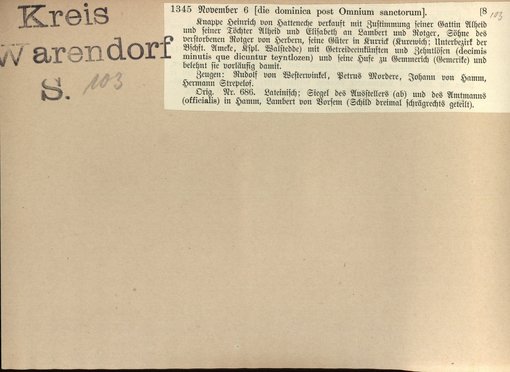 Kreis
Warendorf
S. 103
1345 November 6 [die dominica post Omnium sanctorum]. [8
103
Knappe Heinrich von Hattenehe verkauft mit Zustimmung seiner Gattin Alheid
und seiner Töchter Alheid und Elisabeth an Lambert und Rotger, Söhne des
verstorbenen Rotger von Herbern, seine Güter in Kurrick (Kurewich; Unterbezirk der
Bschft. Ameke, Kspl. Walstedde) mit Getreideeinkünften und Zehntlösen (decimis
minutis que dicuntur teyntlozen) und seine Hufe zu Gemmerich (Gemerike) und
belehnt sie vorläufig damit.
Zeugen: Rudolf von Westerwinkel, Petrus Mordere, Johann von Hamm,
Hermann Strepelof.
Orig. Nr. 686. Lateinisch; Siegel des Ausstellers (ab) und des Amtmanns
(officialis) in Hamm, Lambert von Vorsem (Schild dreimal schrägrechts geteilt).